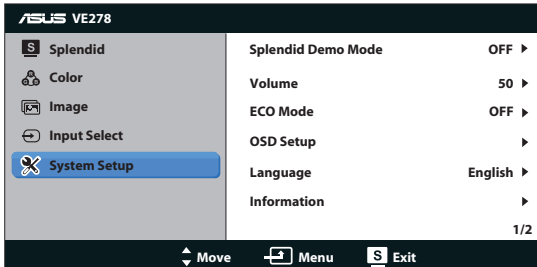 ASUS VE278
S Splendid
Color
Image
Input Select
System Setup
Splendid Demo Mode OFF
Volume 50
ECO Mode OFF
OSD Setup
Language English
Information
1/2
Move Menu S Exit